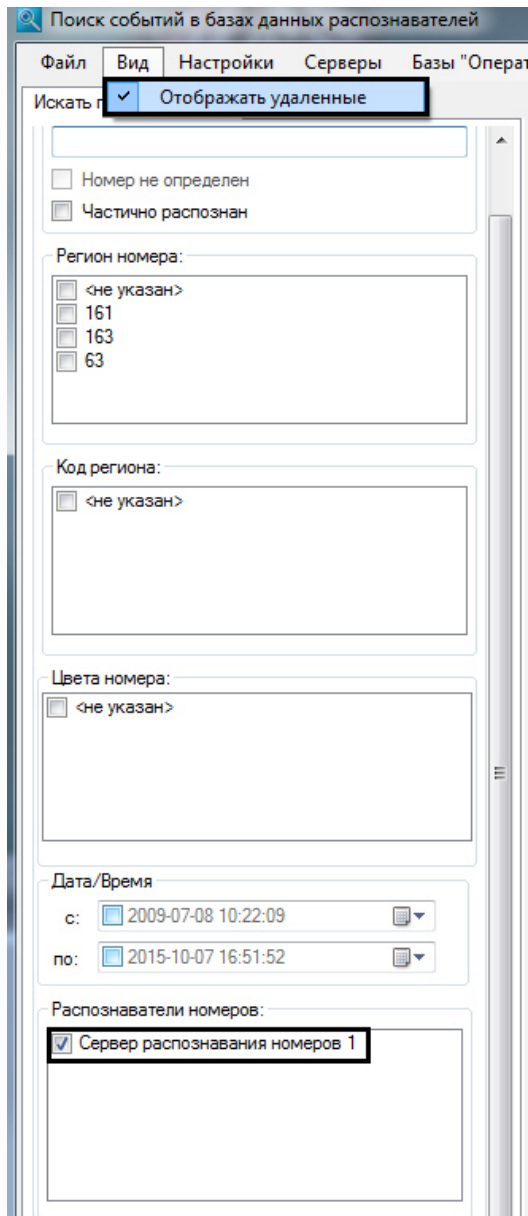 Поиск событий в базах данных распознавателей
Файл Вид Настройки Серверы Базы "Операт
Искать Отображать удаленные
Номер не определен
Частично распознан
Регион номера:
<не указан>
161
163
63
Код региона:
<не указан>
Цвета номера:
<не указан>
Дата/Время
с: 2009-07-08 10:22:09
по: 2015-10-07 16:51:52
Распознаватели номеров:
Сервер распознавания номеров 1